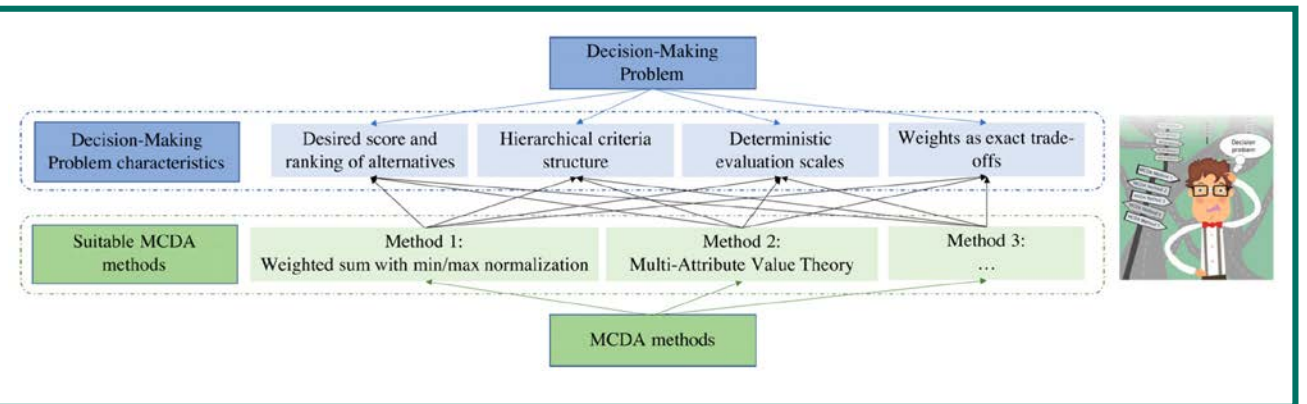 Decision-Making
Problem
Decision-Making
Problem characteristics
Desired score and
ranking of alternatives
Hierarchical criteria
structure
Deterministic
evaluation scales
Weights as exact trade-
offs
Decision
problem
Suitable MCDA
methods
Method 1:
Weighted sum with min/max normalization
Method 2:
Multi-Attribute Value Theory
Method 3:
…
MCDA methods